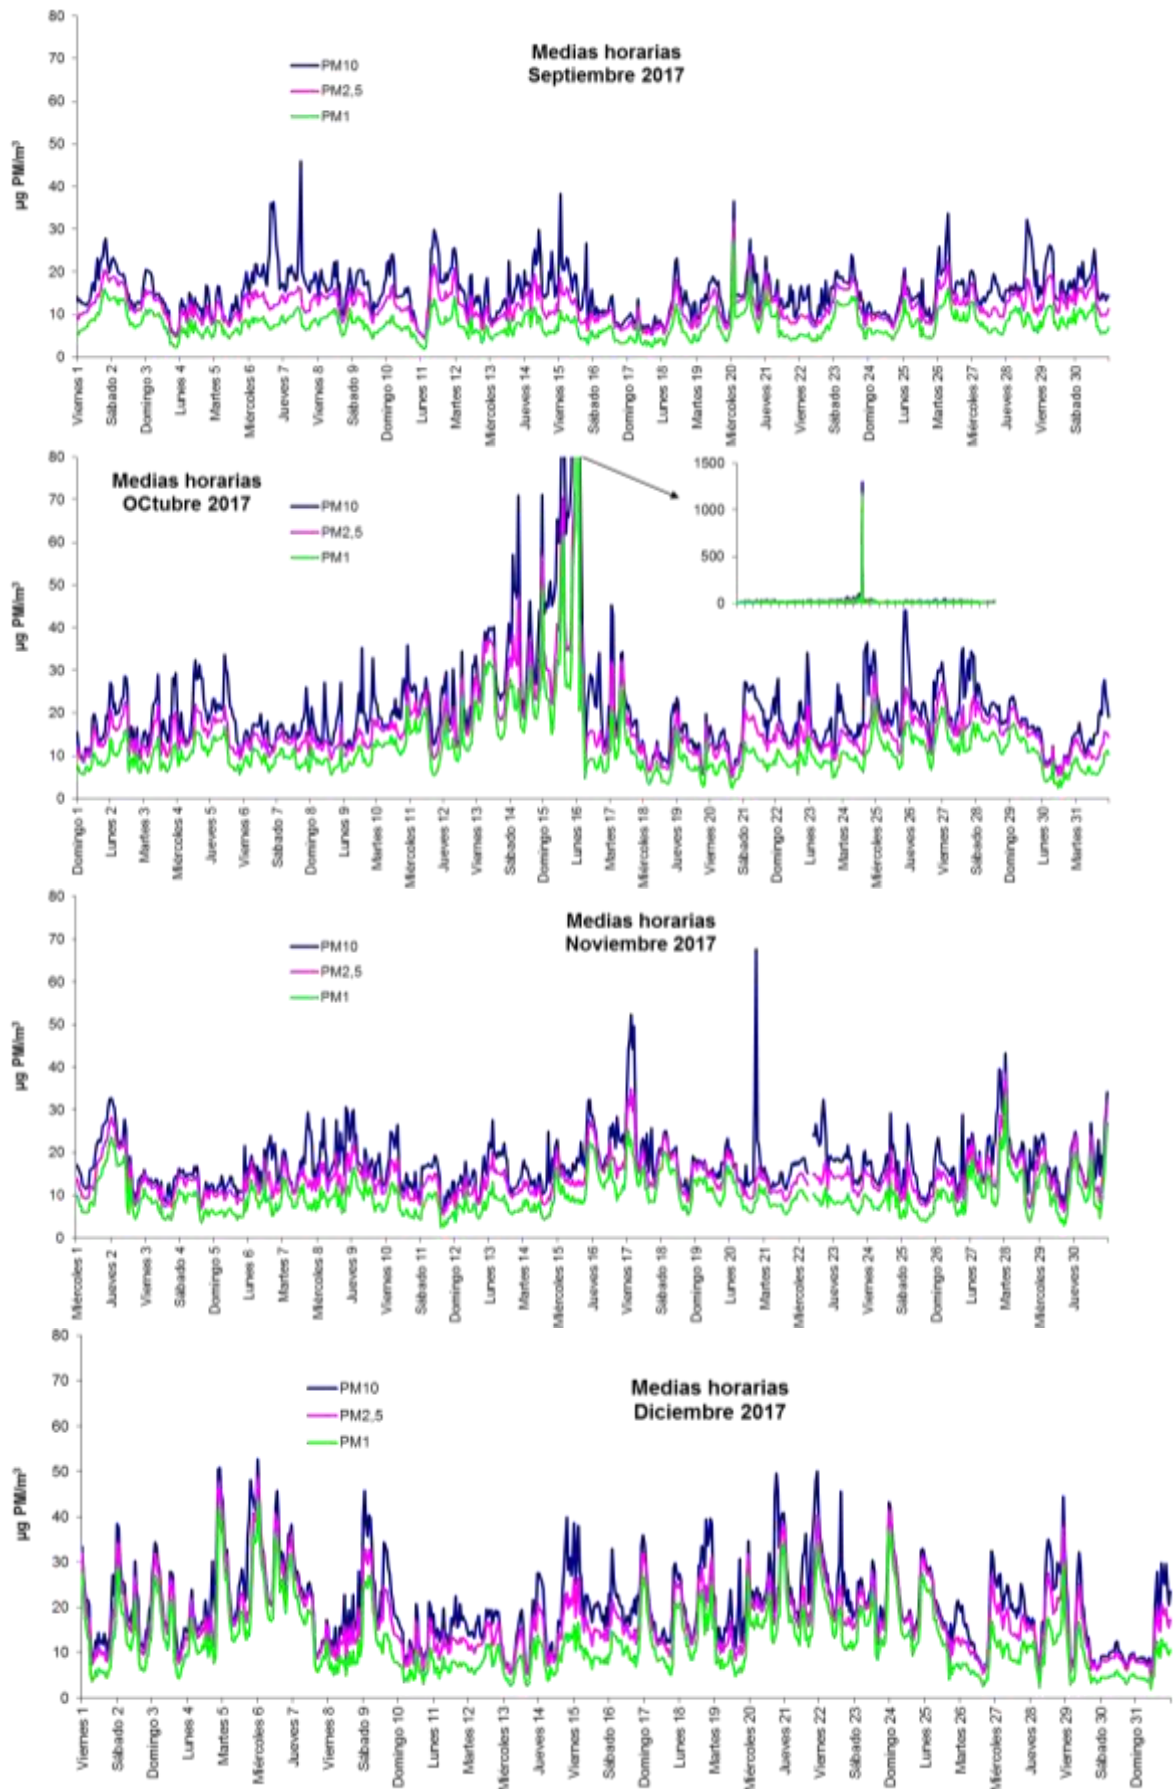 Medias horarias
Septiembre 2017
PM10
PM2,5
PM1
µg PM/m³
80
70
60
50
40
30
20
10
0
Viernes 1
Sábado 2
Domingo 3
Lunes 4
Martes 5
Miércoles 6
Jueves 7
Viernes 8
Sábado 9
Domingo 10
Lunes 11
Martes 12
Miércoles 13
Jueves 14
Viernes 15
Sábado 16
Domingo 17
Lunes 18
Martes 19
Miércoles 20
Jueves 21
Viernes 22
Sábado 23
Domingo 24
Lunes 25
Martes 26
Miércoles 27
Jueves 28
Viernes 29
Sábado 30
Medias horarias
OCtubre 2017
PM10
PM2,5
PM1
1500
1000
500
0
µg PM/m³
80
70
60
50
40
30
20
10
0
Domingo 1
Lunes 2
Martes 3
Miércoles 4
Jueves 5
Viernes 6
Sábado 7
Domingo 8
Lunes 9
Martes 10
Miércoles 11
Jueves 12
Viernes 13
Sábado 14
Domingo 15
Lunes 16
Martes 17
Miércoles 18
Jueves 19
Viernes 20
Sábado 21
Domingo 22
Lunes 23
Martes 24
Miércoles 25
Jueves 26
Viernes 27
Sábado 28
Domingo 29
Lunes 30
Martes 31
Medias horarias
Noviembre 2017
PM10
PM2,5
PM1
µg PM/m³
80
70
60
50
40
30
20
10
0
Miércoles 1
Jueves 2
Viernes 3
Sábado 4
Domingo 5
Lunes 6
Martes 7
Miércoles 8
Jueves 9
Viernes 10
Sábado 11
Domingo 12
Lunes 13
Martes 14
Miércoles 15
Jueves 16
Viernes 17
Sábado 18
Domingo 19
Lunes 20
Martes 21
Miércoles 22
Jueves 23
Viernes 24
Sábado 25
Domingo 26
Lunes 27
Martes 28
Miércoles 29
Jueves 30
Medias horarias
Diciembre 2017
PM10
PM2,5
PM1
µg PM/m³
80
70
60
50
40
30
20
10
0
Viernes 1
Sábado 2
Domingo 3
Lunes 4
Martes 5
Miércoles 6
Jueves 7
Viernes 8
Sábado 9
Domingo 10
Lunes 11
Martes 12
Miércoles 13
Jueves 14
Viernes 15
Sábado 16
Domingo 17
Lunes 18
Martes 19
Miércoles 20
Jueves 21
Viernes 22
Sábado 23
Domingo 24
Lunes 25
Martes 26
Miércoles 27
Jueves 28
Viernes 29
Sábado 30
Domingo 31